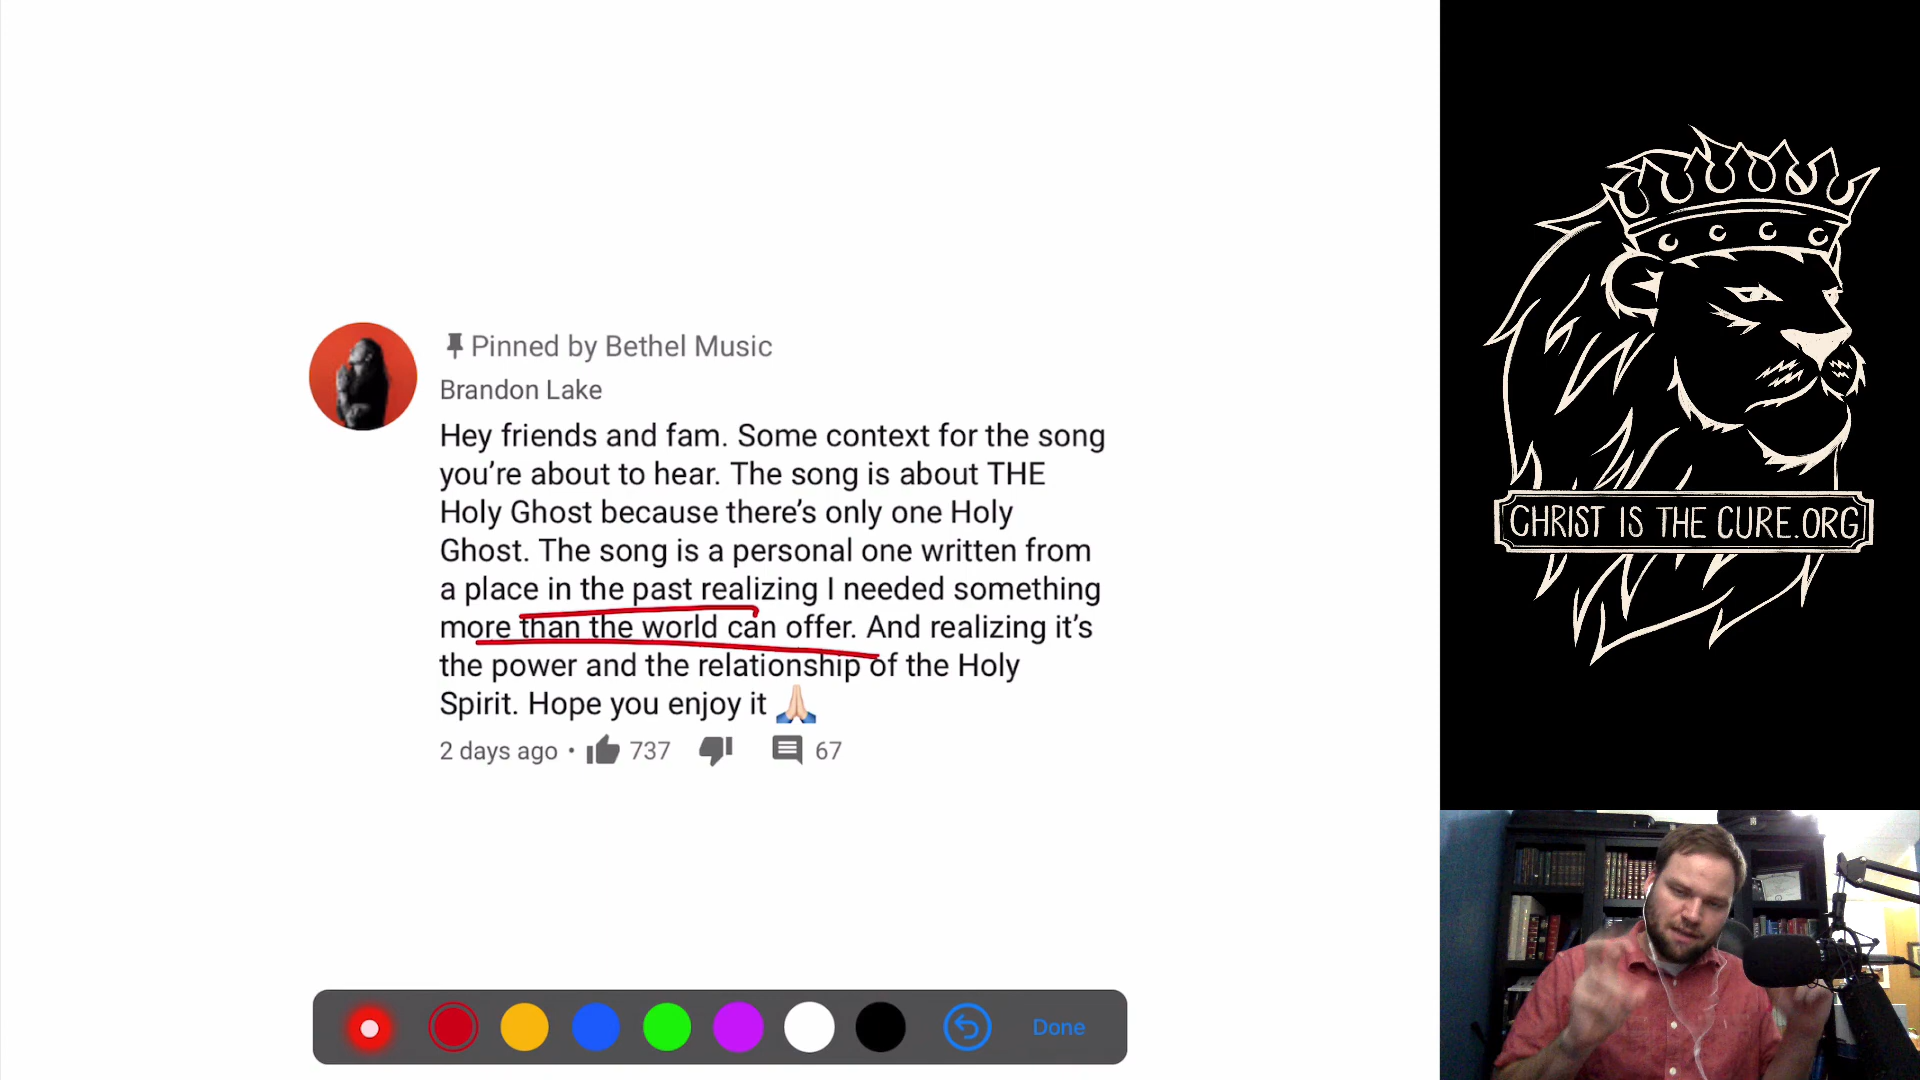 Pinned by Bethel Music
Brandon Lake
Hey friends and fam. Some context for the song
you’re about to hear. The song is about THE
Holy Ghost because there’s only one Holy
Ghost. The song is a personal one written from
a place in the past realizing I needed something
more than the world can offer. And realizing it’s
the power and the relationship of the Holy
Spirit. Hope you enjoy it 🙏🏻
2 days ago • 737 67
Done
CHRIST IS THE CURE.ORG